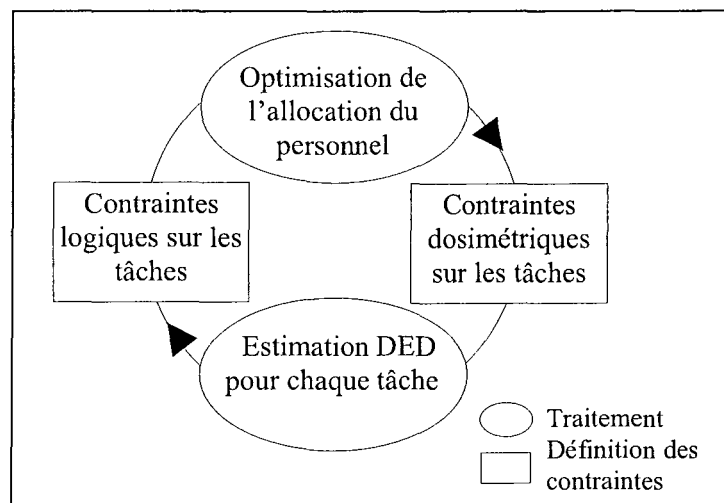 Optimisation de
l'allocation du
personnel
Contraintes
logiques sur les
tâches
Contraintes
dosimétriques
sur les tâches
Estimation DED
pour chaque tâche
Traitement
Définition des
contraintes